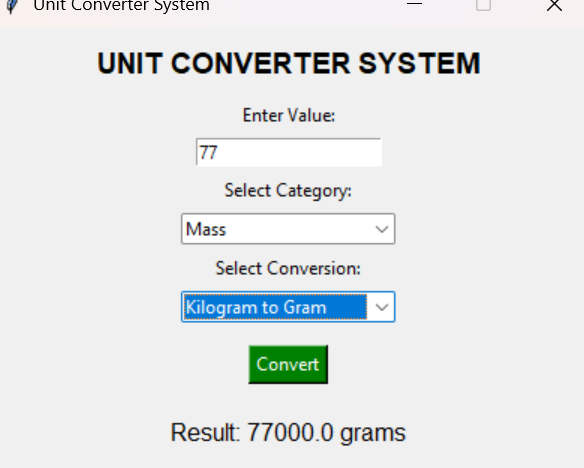 Unit Converter System
UNIT CONVERTER SYSTEM
Enter Value:
77
Select Category:
Mass
Select Conversion:
Kilogram to Gram
Convert
Result: 77000.0 grams